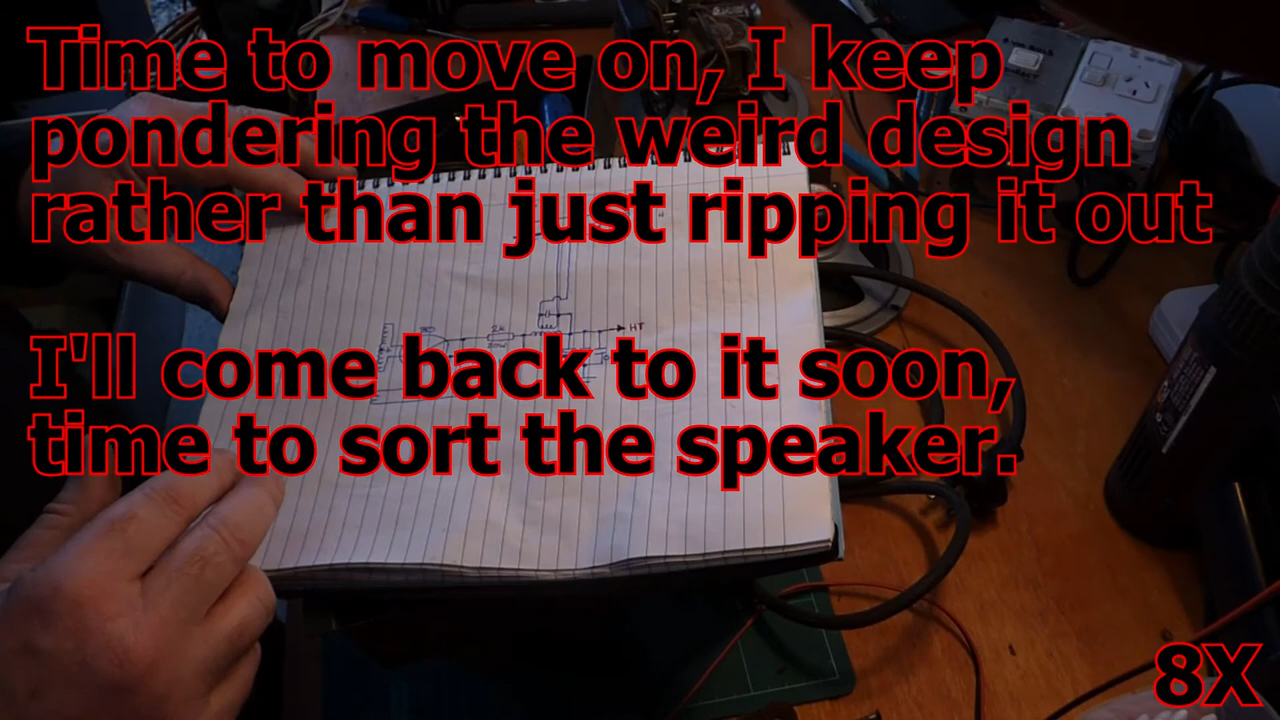 Time to move on, I keep
pondering the weird design
rather than just ripping it out
I'll come back to it soon,
time to sort the speaker.
HT
8X